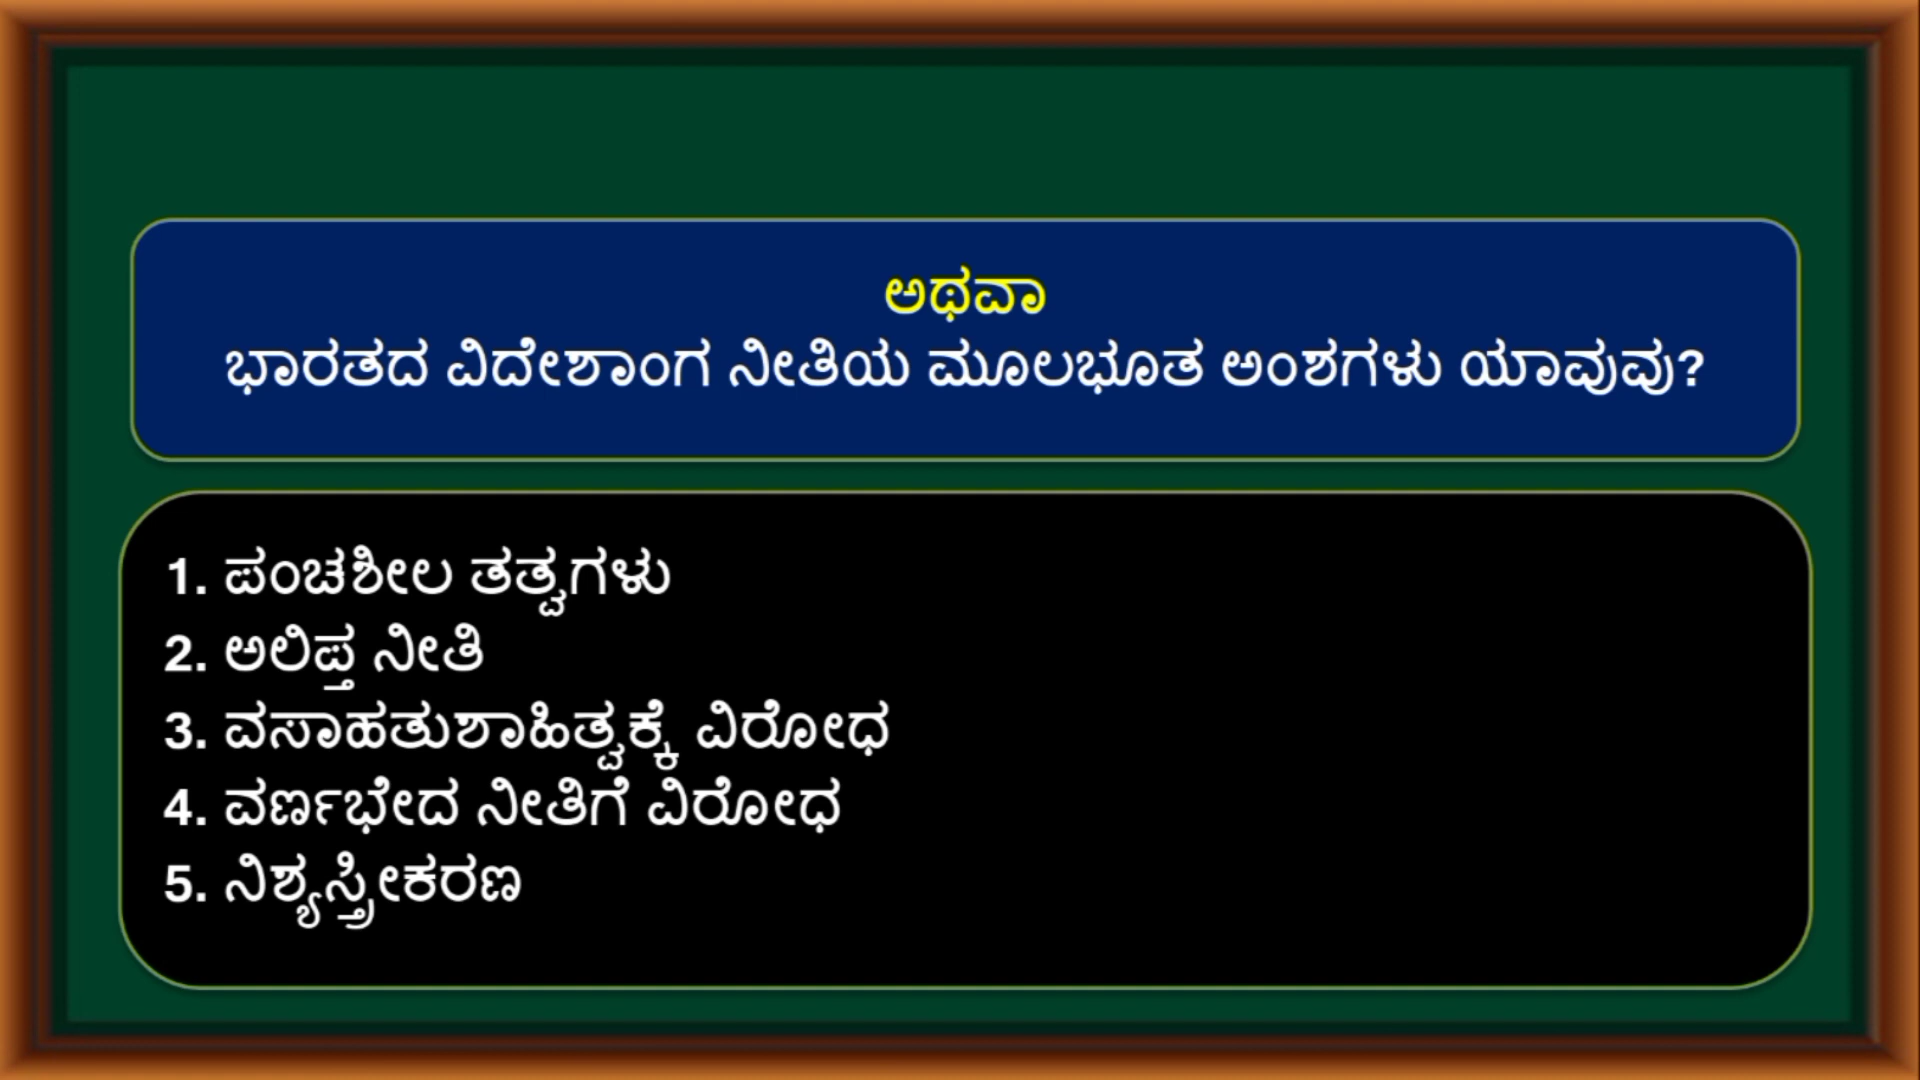 ಅಥವಾ
ಭಾರತದ ವಿದೇಶಾಂಗ ನೀತಿಯ ಮೂಲಭೂತ ಅಂಶಗಳು ಯಾವುವು?
1. ಪಂಚಶೀಲ ತತ್ವಗಳು
2. ಅಲಿಪ್ತ ನೀತಿ
3. ವಸಾಹತುಶಾಹಿತ್ವಕ್ಕೆ ವಿರೋಧ
4. ವರ್ಣಭೇದ ನೀತಿಗೆ ವಿರೋಧ
5. ನಿಶ್ಯಸ್ತ್ರೀಕರಣ